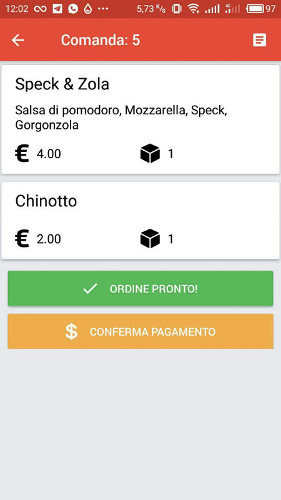 12:02 ... 5,73 K/s 97
Comanda: 5
Speck & Zola
Salsa di pomodoro, Mozzarella, Speck,
Gorgonzola
€ 4.00 1
Chinotto
€ 2.00 1
ORDINE PRONTO!
$ CONFERMA PAGAMENTO